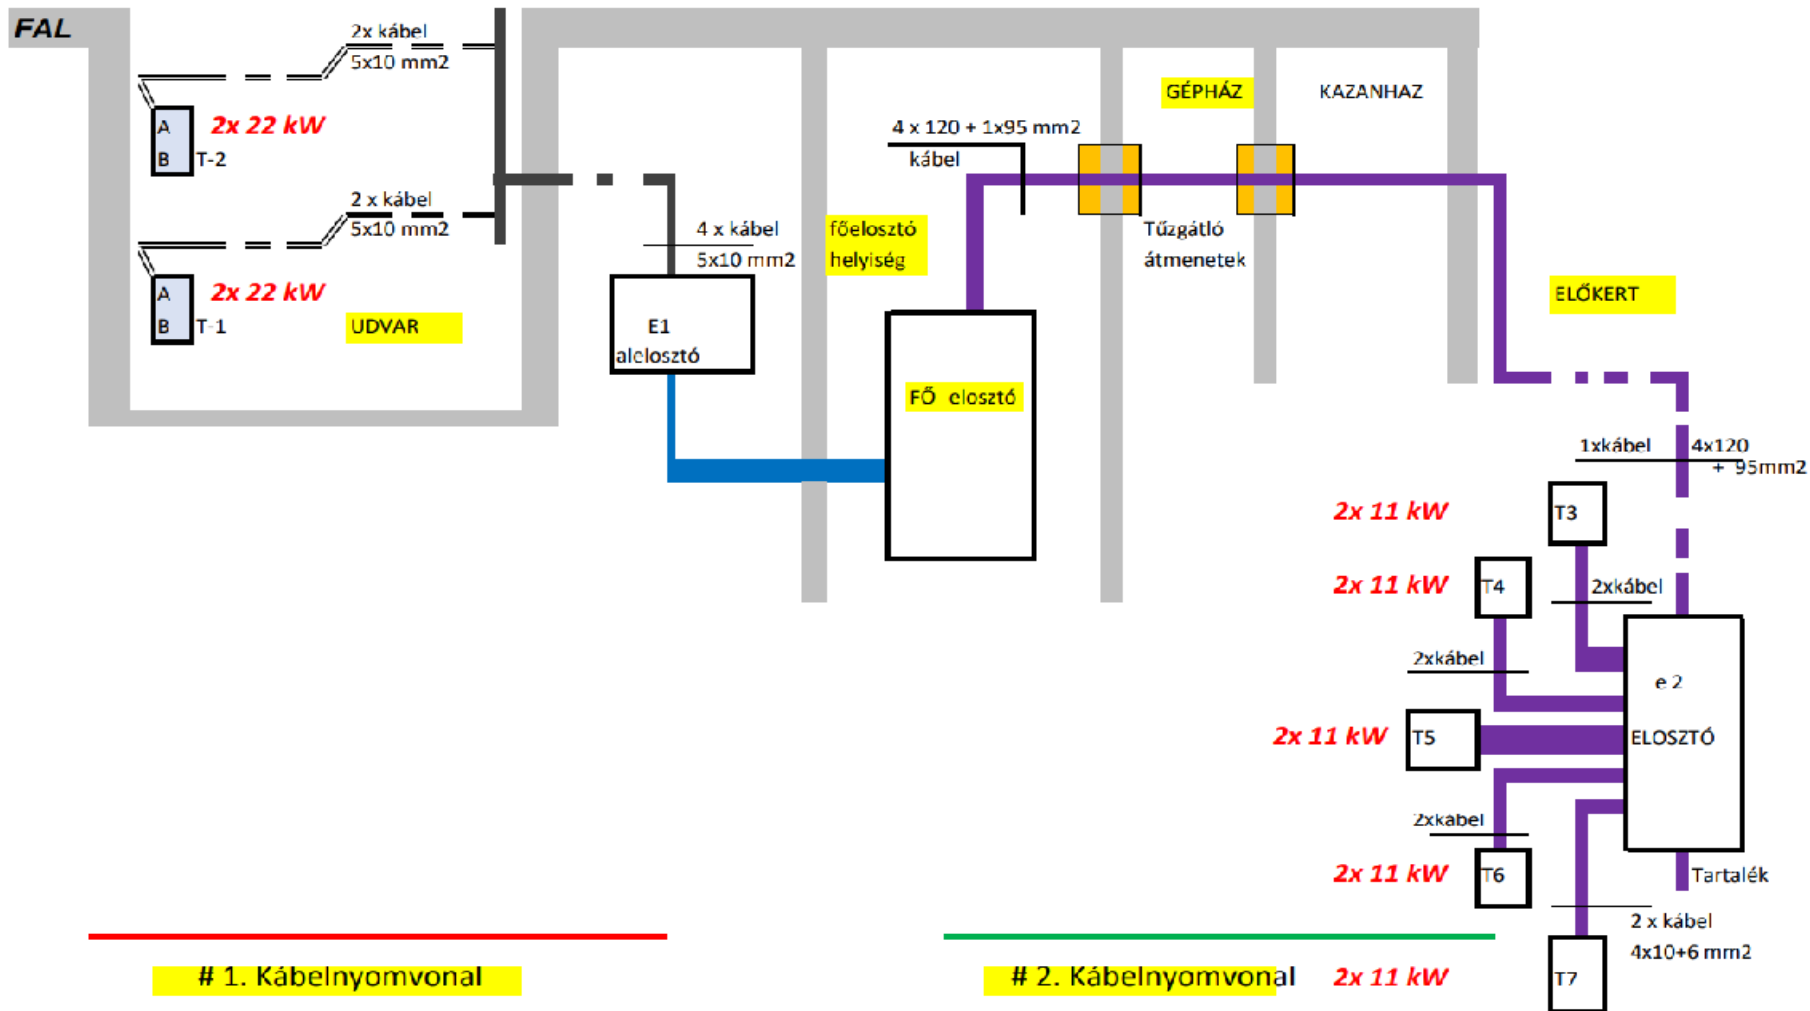 FAL
2x kábel
5x10 mm2
A
B
T-2
2x 22 kW
2 x kábel
5x10 mm2
A
B
T-1
2x 22 kW
UDVAR
4 x kábel
5x10 mm2
E1
alelosztó
főelosztó
helyiség
FŐ elosztó
4 x 120 + 1x95 mm2
kábel
GÉPHÁZ
KAZANHAZ
Tűzgátló
átmenetek
ELŐKERT
1xkábel
4x120
+ 95mm2
2x 11 kW
T3
2x 11 kW
T4
2xkábel
2xkábel
e 2
ELOSZTÓ
2x 11 kW
T5
2xkábel
2x 11 kW
T6
Tartalék
2 x kábel
4x10+6 mm2
# 1. Kábelnyomvonal
# 2. Kábelnyomvonal
2x 11 kW
T7